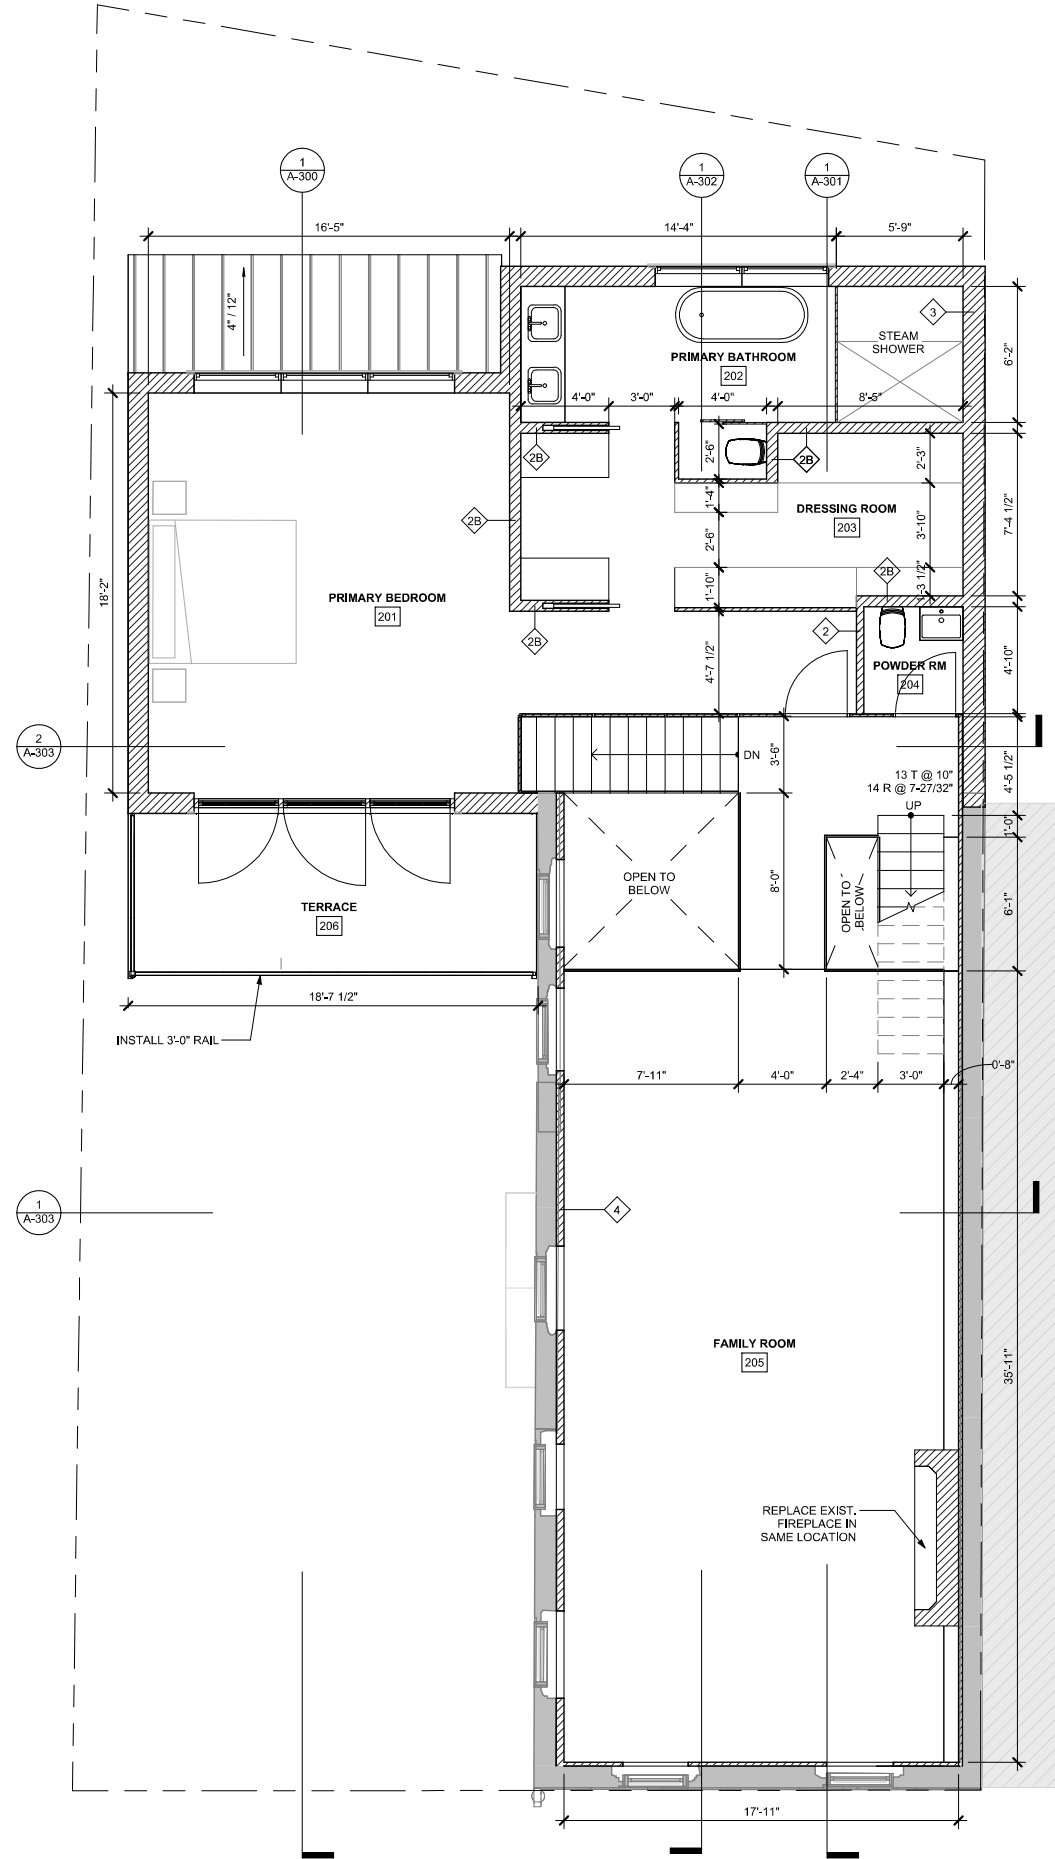 1
A-300
1
A-302
1
A-301
16'-5"
14'-4"
5'-9"
4" / 12"
3
STEAM
SHOWER
PRIMARY BATHROOM
202
6'-2"
4'-0"
3'-0"
4'-0"
8'-5"
2B
2'-6"
2B
2'-3"
1'-4"
DRESSING ROOM
203
7'-4 1/2"
2B
2'-6"
3'-10"
18'-2"
PRIMARY BEDROOM
201
1'-10"
2B
1'-3 1/2"
2B
2
4'-7 1/2"
POWDER RM
204
4'-10"
2
A-303
DN
3'-6"
13 T @ 10"
14 R @ 7-27/32"
UP
4'-5 1/2"
1'-0"
OPEN TO
BELOW
8'-0"
OPEN TO
BELOW
6'-1"
TERRACE
206
18'-7 1/2"
INSTALL 3'-0" RAIL
7'-11"
4'-0"
2'-4"
3'-0"
0'-8"
1
A-303
4
FAMILY ROOM
205
35'-11"
REPLACE EXIST.
FIREPLACE IN
SAME LOCATION
17'-11"